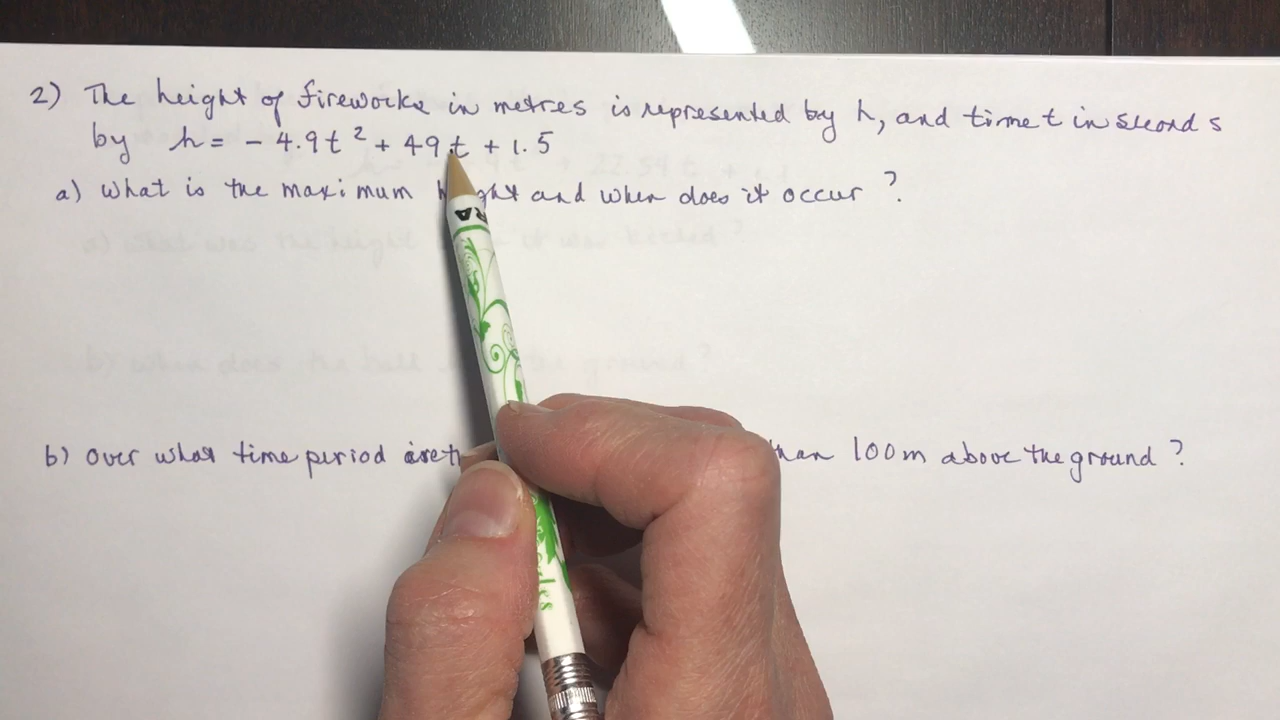 2) The height of fireworks in metres is represented by h, and time t in seconds
by h = - 4.9t² + 49t + 1.5
a) What is the maximum height and when does it occur ?
b) Over what time period are than 100m above the ground ?